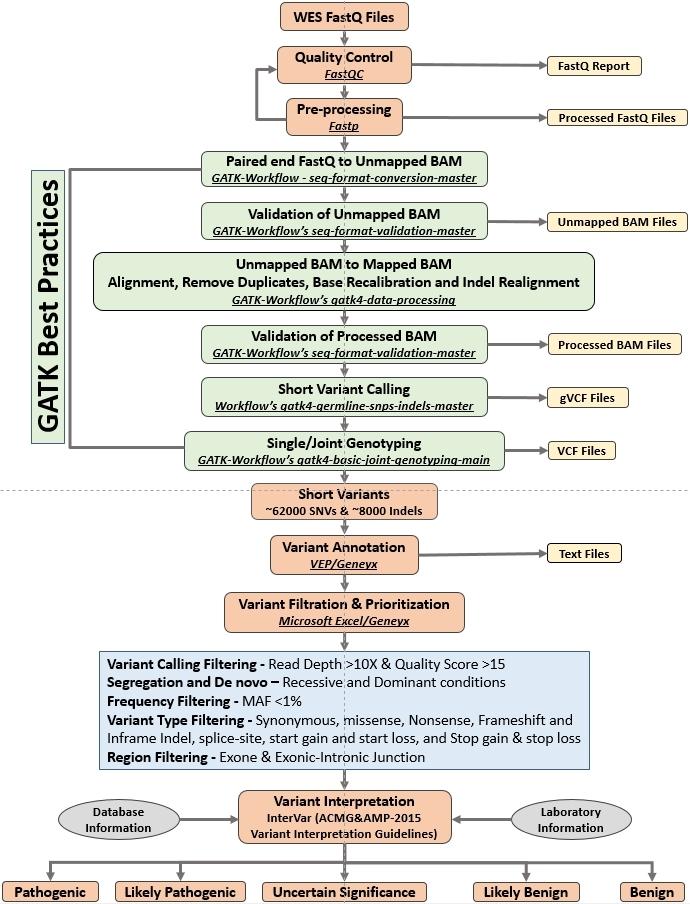 WES FastQ Files
Quality Control
FastQC
FastQ Report
Pre-processing
Fastp
Processed FastQ Files
GATK Best Practices
Paired end FastQ to Unmapped BAM
GATK-Workflow - seq-format-conversion-master
Validation of Unmapped BAM
GATK-Workflow's seq-format-validation-master
Unmapped BAM Files
Unmapped BAM to Mapped BAM
Alignment, Remove Duplicates, Base Recalibration and Indel Realignment
GATK-Workflow's gatk4-data-processing
Validation of Processed BAM
GATK-Workflow's seq-format-validation-master
Processed BAM Files
Short Variant Calling
Workflow's gatk4-germline-snps-indels-master
gVCF Files
Single/Joint Genotyping
GATK-Workflow's gatk4-basic-joint-genotyping-main
VCF Files
Short Variants
~62000 SNVs & ~8000 Indels
Variant Annotation
VEP/Geneyx
Text Files
Variant Filtration & Prioritization
Microsoft Excel/Geneyx
Variant Calling Filtering - Read Depth >10X & Quality Score >15
Segregation and De novo – Recessive and Dominant conditions
Frequency Filtering - MAF <1%
Variant Type Filtering - Synonymous, missense, Nonsense, Frameshift and
Inframe Indel, splice-site, start gain and start loss, and Stop gain & stop loss
Region Filtering - Exone & Exonic-Intronic Junction
Database
Information
Variant Interpretation
InterVar (ACMG&AMP-2015
Variant Interpretation Guidelines)
Laboratory
Information
Pathogenic
Likely Pathogenic
Uncertain Significance
Likely Benign
Benign